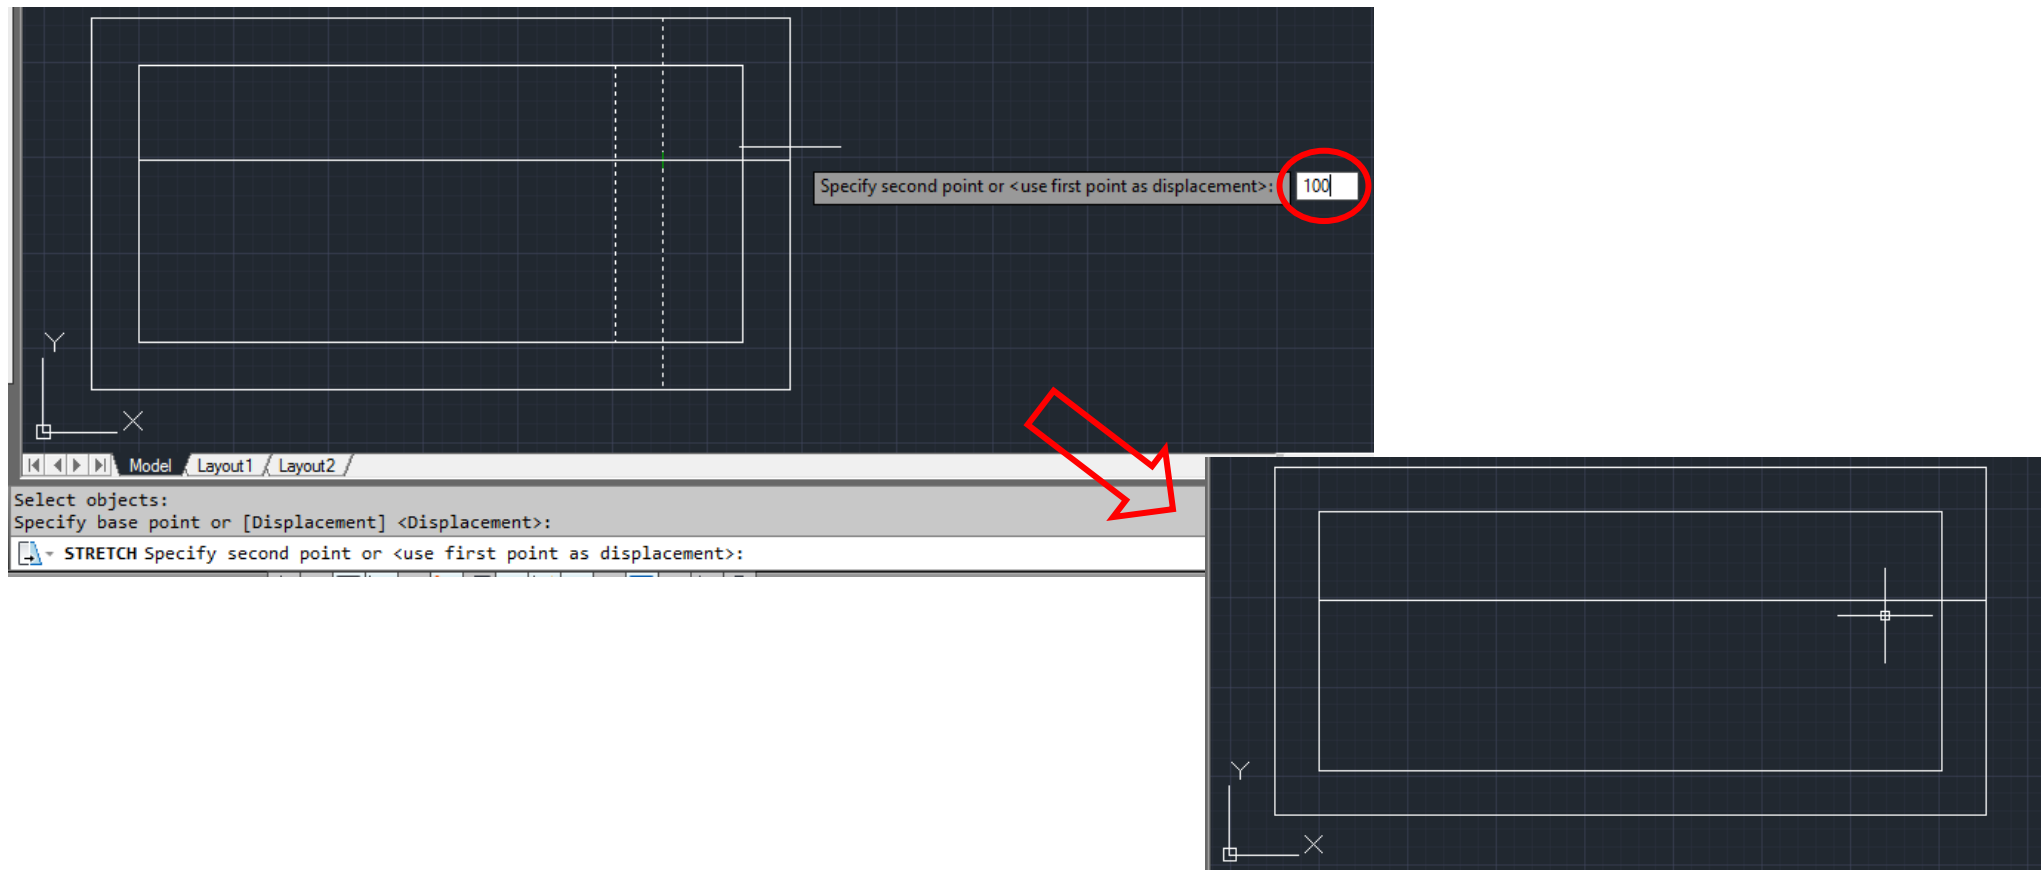 Specify second point or <use first point as displacement>: 100
Y
X
Model Layout1 Layout2
Select objects:
Specify base point or [Displacement] <Displacement>:
STRETCH Specify second point or <use first point as displacement>:
Y
X